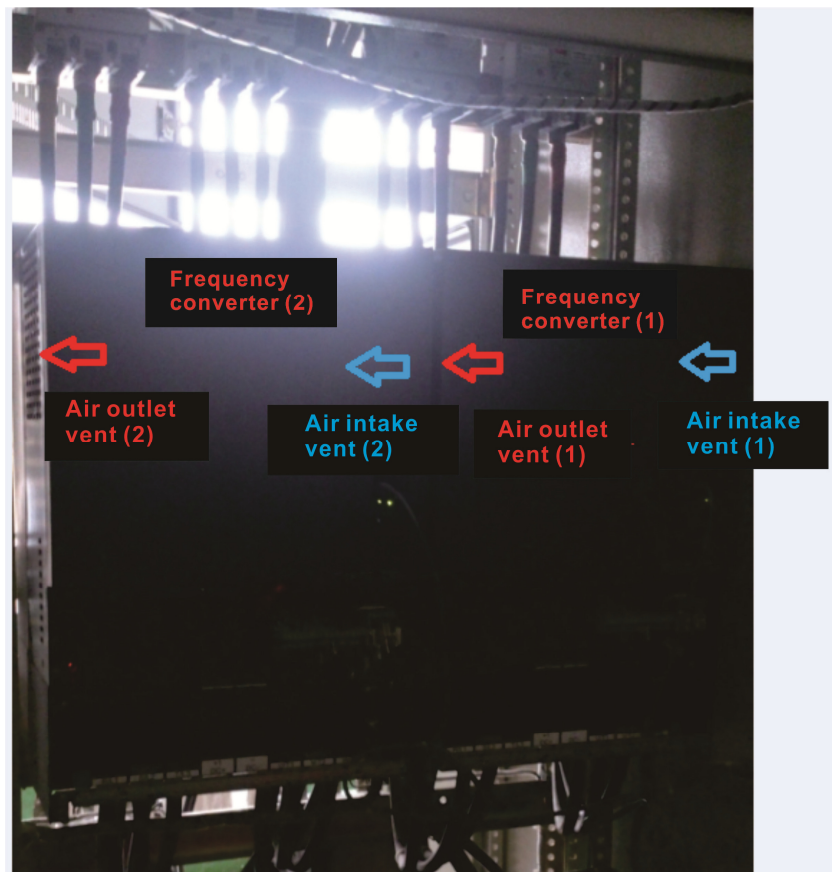 Frequency
converter (2)
Frequency
converter (1)
Air outlet
vent (2)
Air intake
vent (2)
Air outlet
vent (1)
Air intake
vent (1)